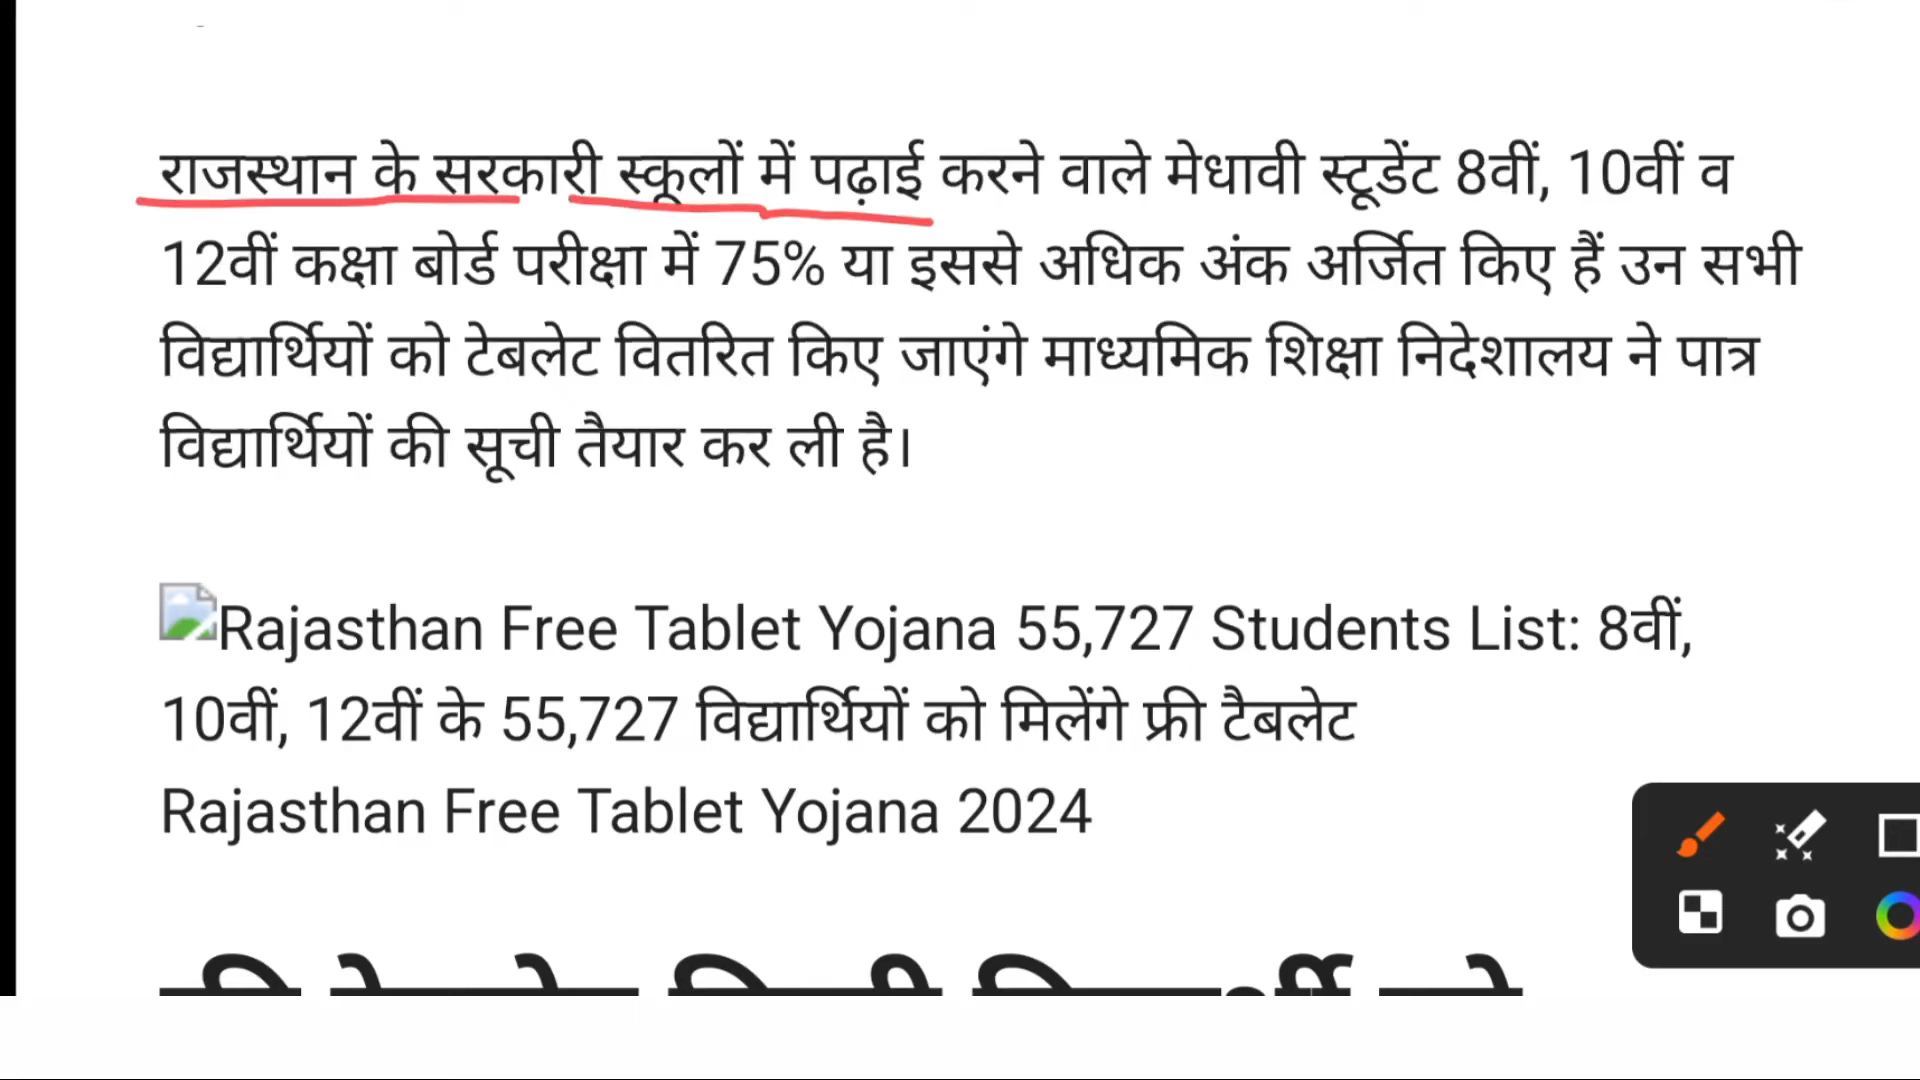 राजस्थान के सरकारी स्कूलों में पढ़ाई करने वाले मेधावी स्टूडेंट 8वीं, 10वीं व
12वीं कक्षा बोर्ड परीक्षा में 75% या इससे अधिक अंक अर्जित किए हैं उन सभी
विद्यार्थियों को टेबलेट वितरित किए जाएंगे माध्यमिक शिक्षा निदेशालय ने पात्र
विद्यार्थियों की सूची तैयार कर ली है।
Rajasthan Free Tablet Yojana 55,727 Students List: 8वीं,
10वीं, 12वीं के 55,727 विद्यार्थियों को मिलेंगे फ्री टैबलेट
Rajasthan Free Tablet Yojana 2024